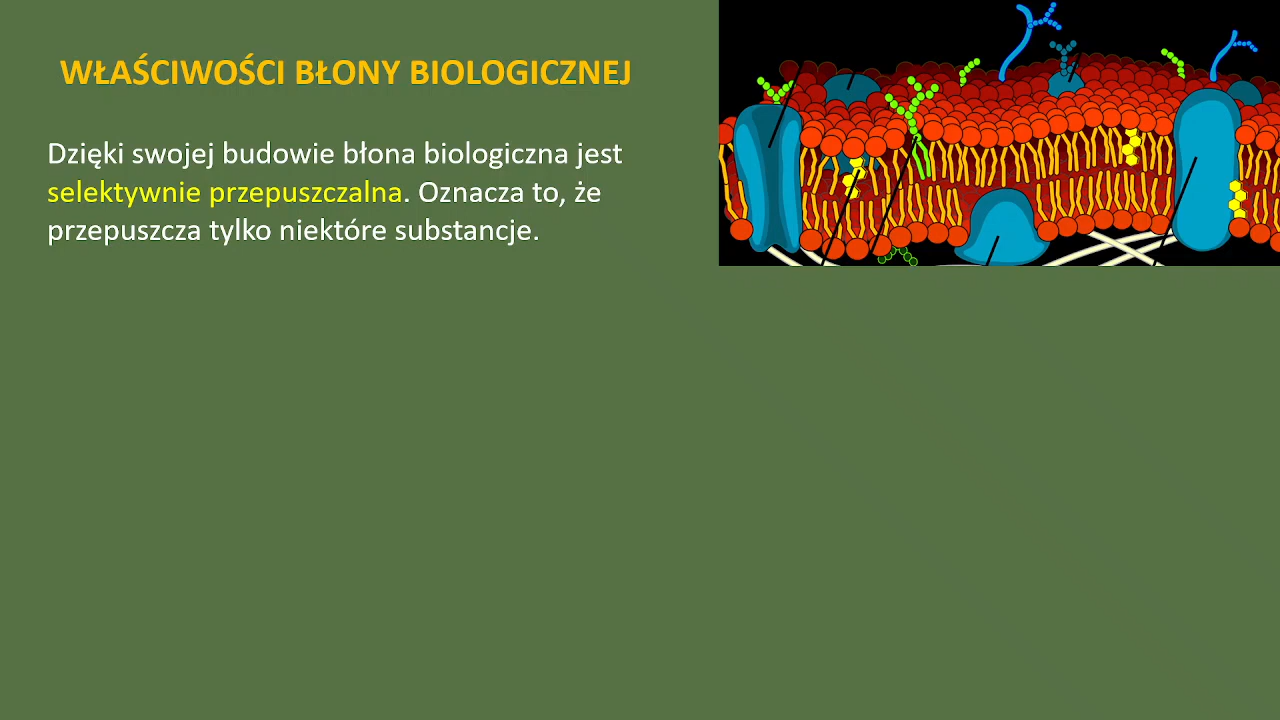 WŁAŚCIWOŚCI BŁONY BIOLOGICZNEJ
Dzięki swojej budowie błona biologiczna jest
selektywnie przepuszczalna. Oznacza to, że
przepuszcza tylko niektóre substancje.